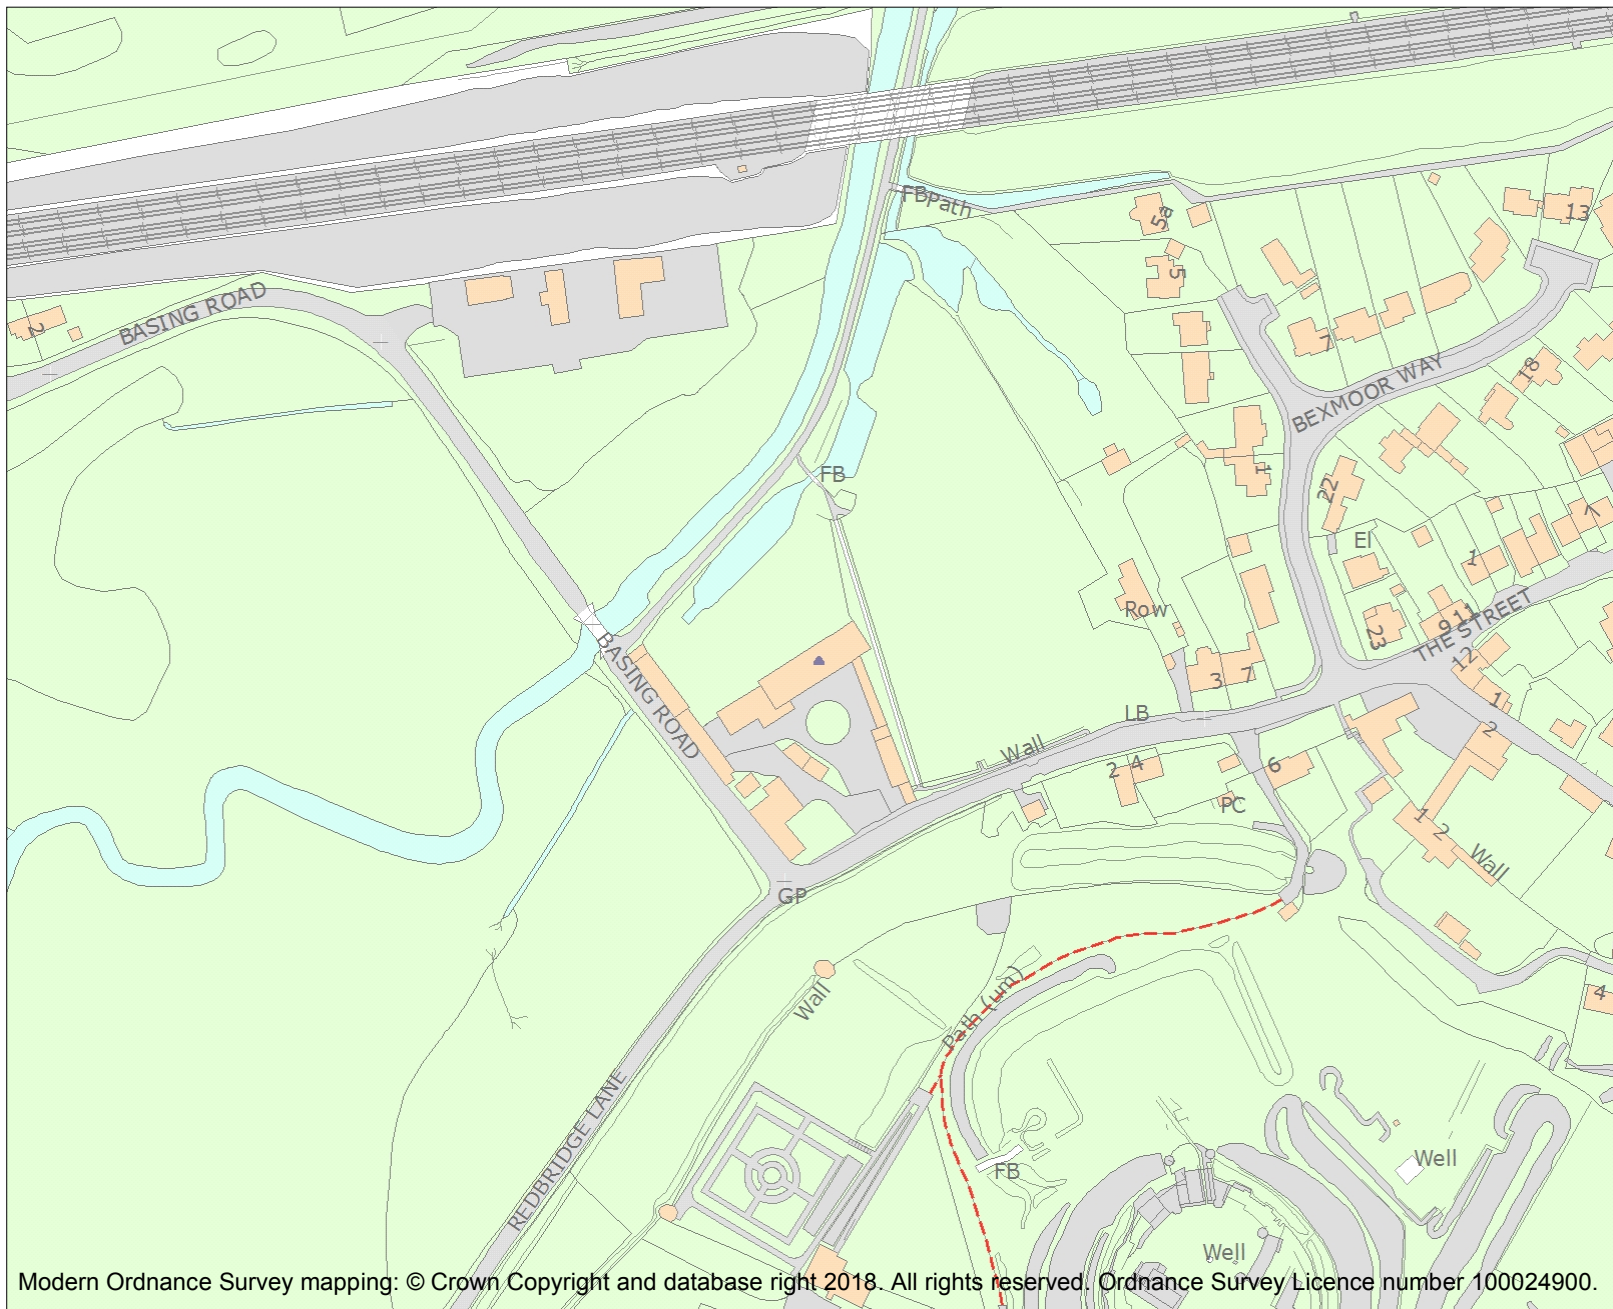 FB
Path
5a
13
5
BASING ROAD
2
7
18
BEXMOOR WAY
FB
1
22
7
El
1
Row
9
11
THE STREET
23
12
BASING ROAD
3
7
1
LB
2
Wall
2
4
6
PC
1
2
Wall
GP
Wall
4
Path (um)
REDBRIDGE LANE
FB
Well
Well
Modern Ordnance Survey mapping: © Crown Copyright and database right 2018. All rights reserved. Ordnance Survey Licence number 100024900.